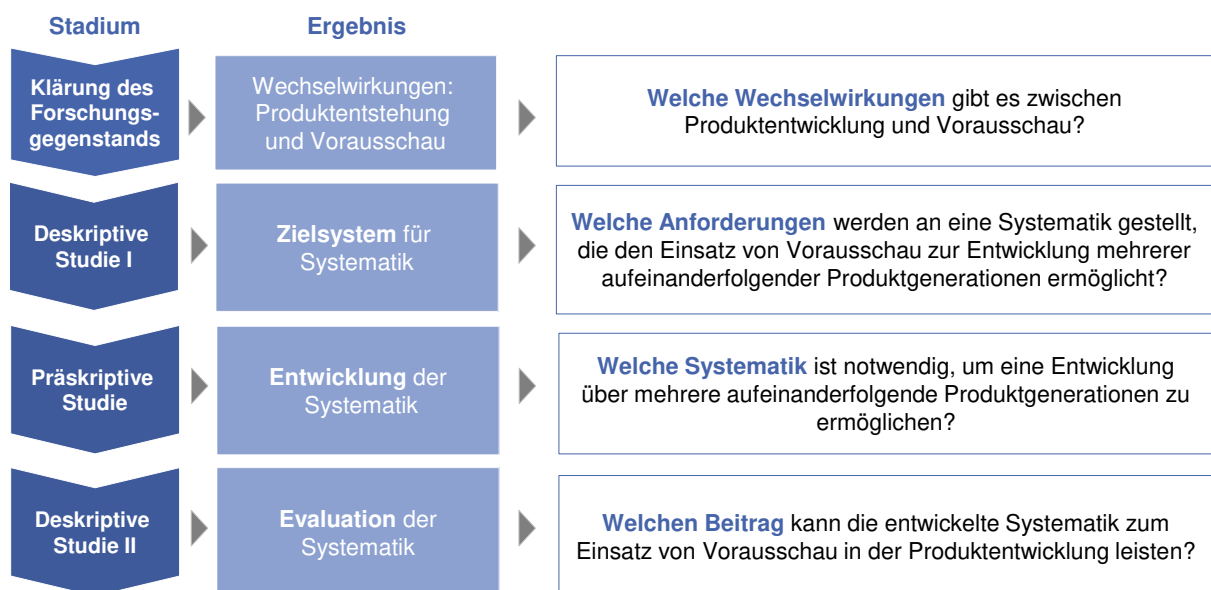 Stadium
Ergebnis
Klärung des
Forschungs-
gegenstands
Wechselwirkungen:
Produktentstehung
und Vorausschau
Welche Wechselwirkungen gibt es zwischen
Produktentwicklung und Vorausschau?
Deskriptive
Studie I
Zielsystem für
Systematik
Welche Anforderungen werden an eine Systematik gestellt,
die den Einsatz von Vorausschau zur Entwicklung mehrerer
aufeinanderfolgender Produktgenerationen ermöglicht?
Präskriptive
Studie
Entwicklung der
Systematik
Welche Systematik ist notwendig, um eine Entwicklung
über mehrere aufeinanderfolgende Produktgenerationen zu
ermöglichen?
Deskriptive
Studie II
Evaluation der
Systematik
Welchen Beitrag kann die entwickelte Systematik zum
Einsatz von Vorausschau in der Produktentwicklung leisten?